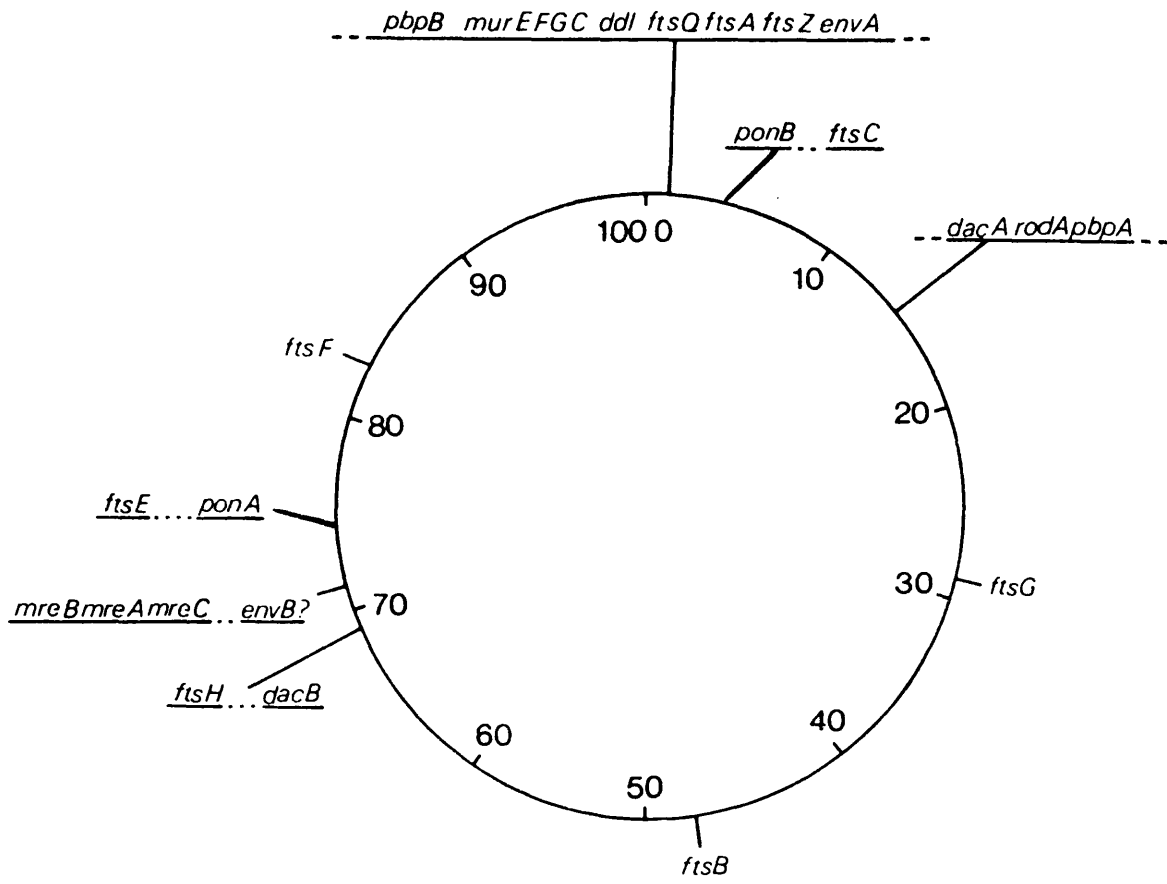 pbpB murEFGC ddl ftsQ ftsA ftsZ envA
ponB .. ftsC
dacA rodA pbpA
100 0
10
90
ftsF
20
80
ftsE .... ponA
30
ftsG
mreB mreA mreC .. envB?
70
ftsH ... dacB
40
60
50
ftsB